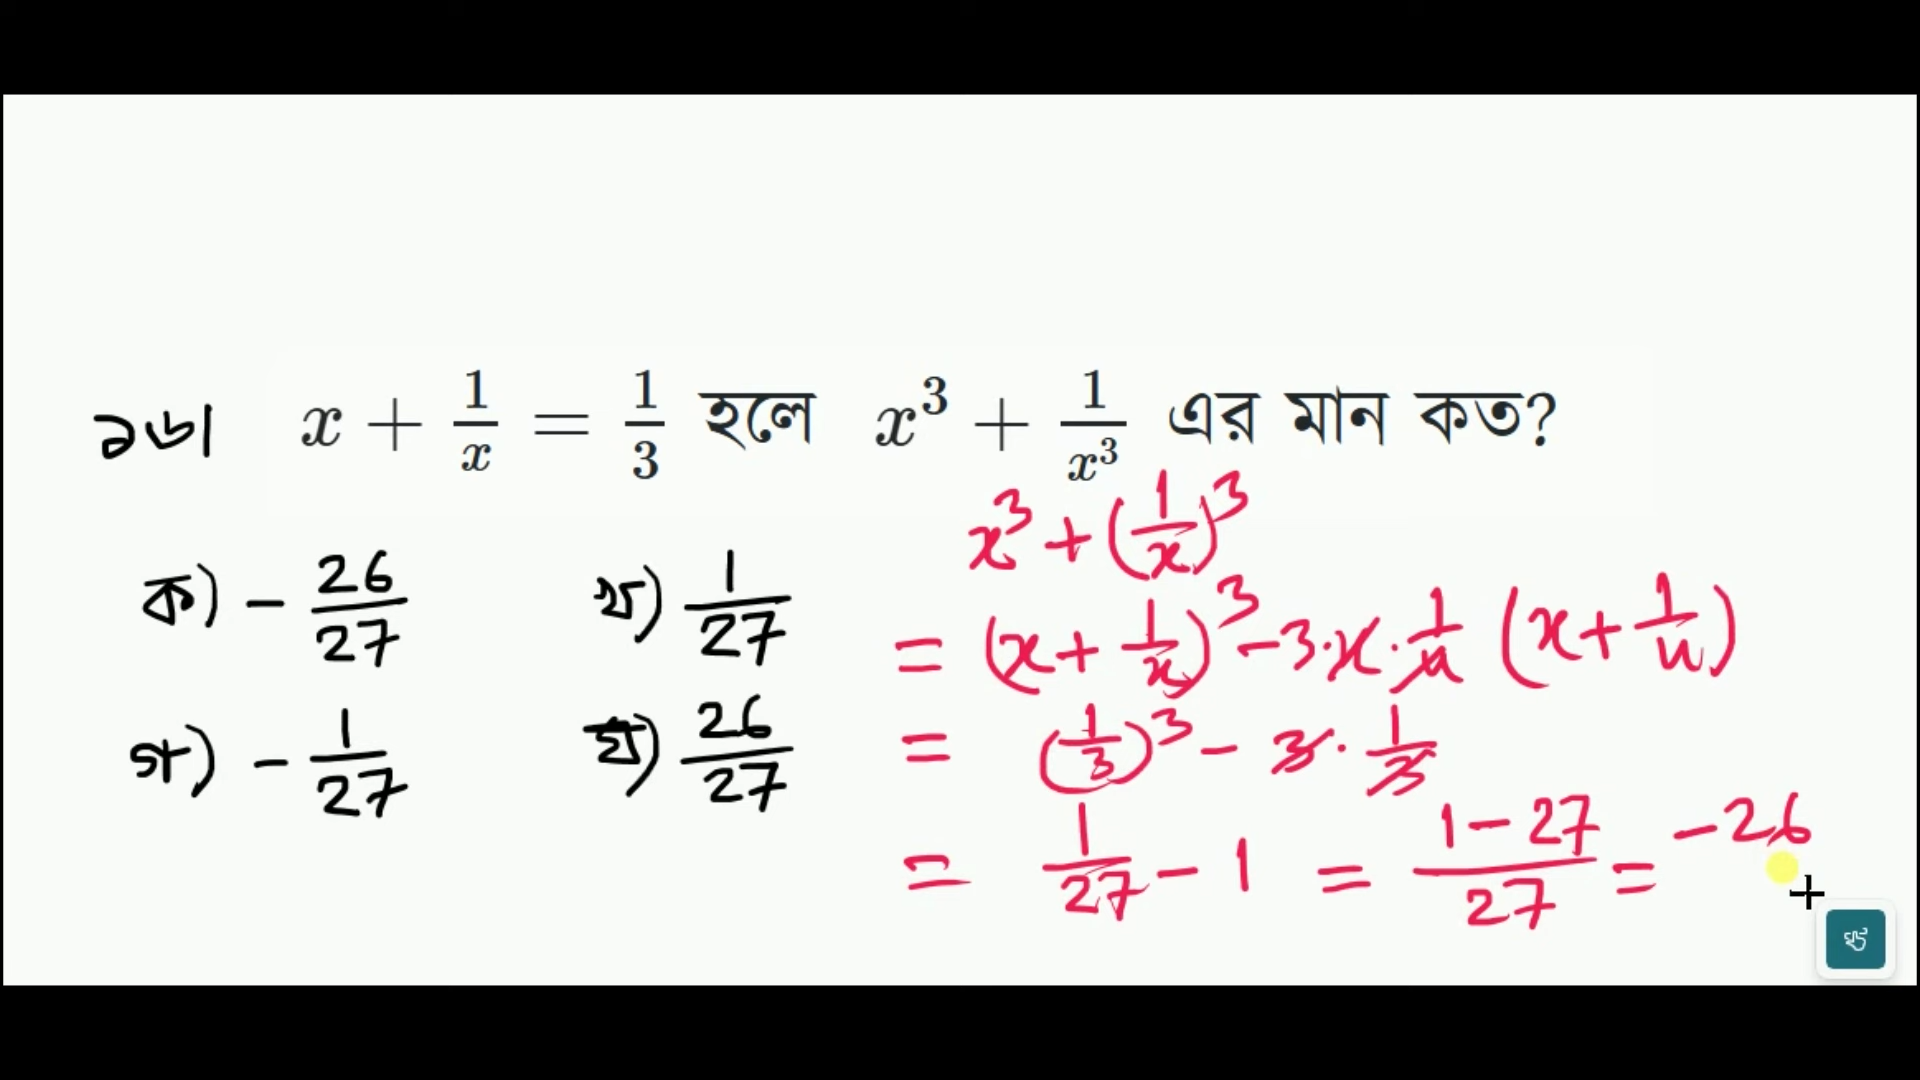 ১৬। x + 1/x = 1/3 হলে x³ + 1/x³ এর মান কত?
ক) - 26/27 খ) 1/27
গ) - 1/27 ঘ) 26/27
x³ + (1/x)³
= (x + 1/x)³ - 3·x·1/x (x + 1/x)
= (1/3)³ - 3·1/3
= 1/27 - 1 = 1-27/27 = -26